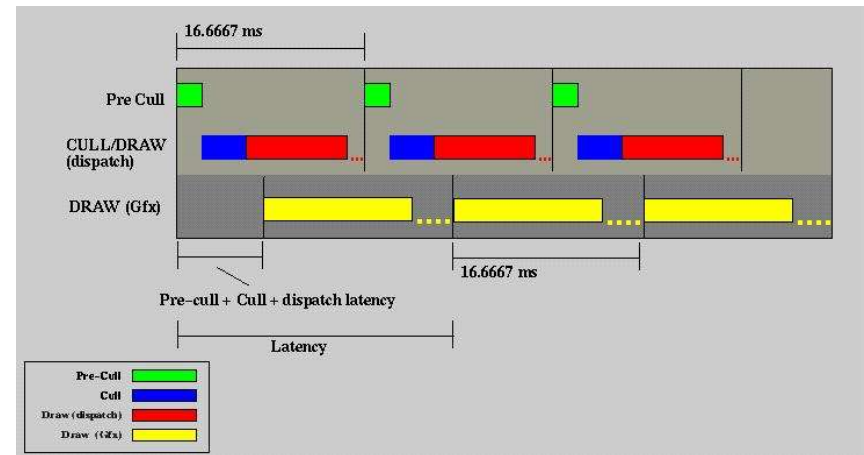 16.6667 ms
Pre Cull
CULL/DRAW
(dispatch)
DRAW (Gfx)
16.6667 ms
Pre-cull + Cull + dispatch latency
Latency
Pre-Cull
Cull
Draw (dispatch)
Draw (Gfx)